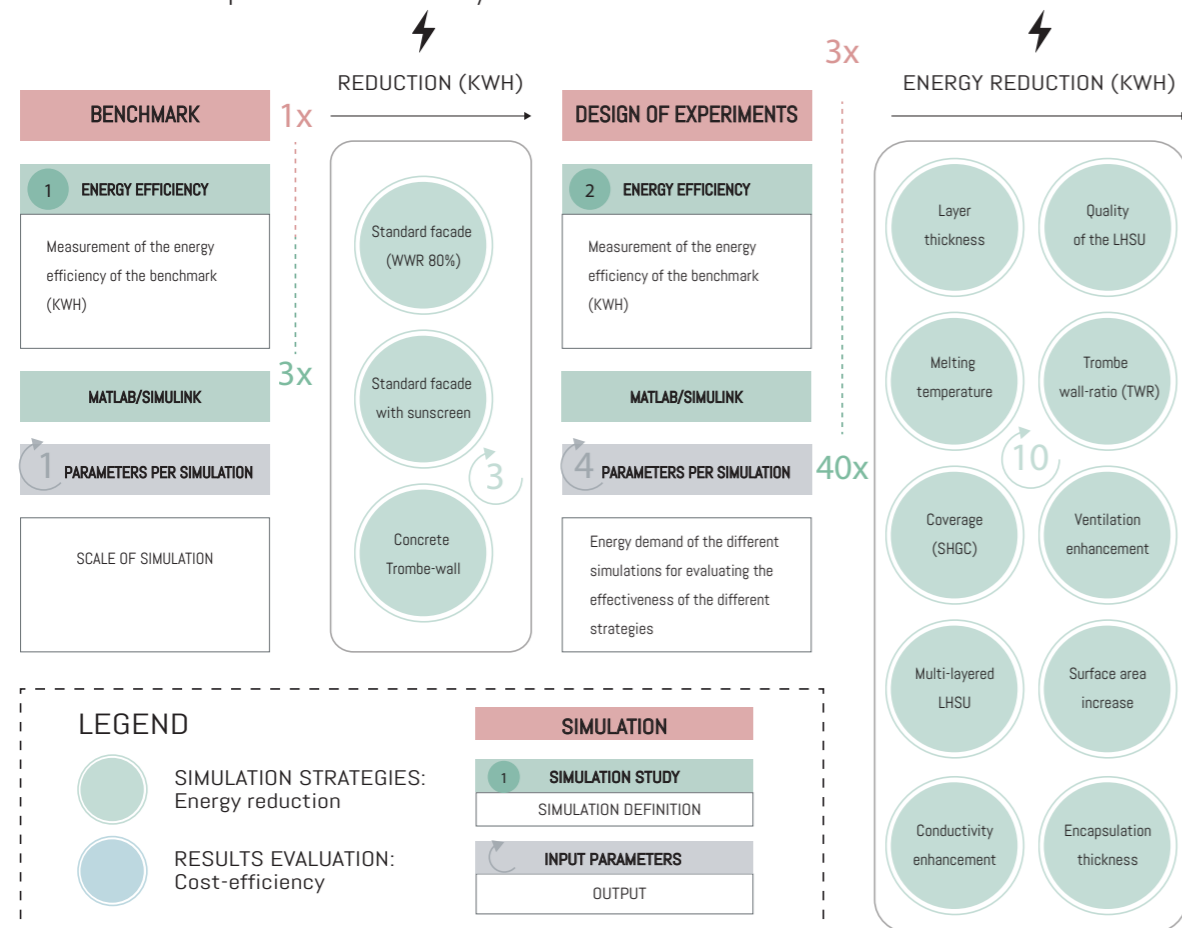 REDUCTION (KWH)
BENCHMARK
1x
1
ENERGY EFFICIENCY
Measurement of the energy
efficiency of the benchmark
(KWH)
3x
MATLAB/SIMULINK
1
PARAMETERS PER SIMULATION
SCALE OF SIMULATION
Standard facade
(WWR 80%)
Standard facade
with sunscreen
3
Concrete
Trombe-wall
3x
DESIGN OF EXPERIMENTS
2
ENERGY EFFICIENCY
Measurement of the energy
efficiency of the benchmark
(KWH)
MATLAB/SIMULINK
4
PARAMETERS PER SIMULATION
40x
Energy demand of the different
simulations for evaluating the
effectiveness of the different
strategies
ENERGY REDUCTION (KWH)
Layer
thickness
Quality
of the LHSU
Melting
temperature
Trombe
wall-ratio (TWR)
10
Coverage
(SHGC)
Ventilation
enhancement
Multi-layered
LHSU
Surface area
increase
Conductivity
enhancement
Encapsulation
thickness
LEGEND
SIMULATION STRATEGIES:
Energy reduction
RESULTS EVALUATION:
Cost-efficiency
SIMULATION
1
SIMULATION STUDY
SIMULATION DEFINITION
INPUT PARAMETERS
OUTPUT